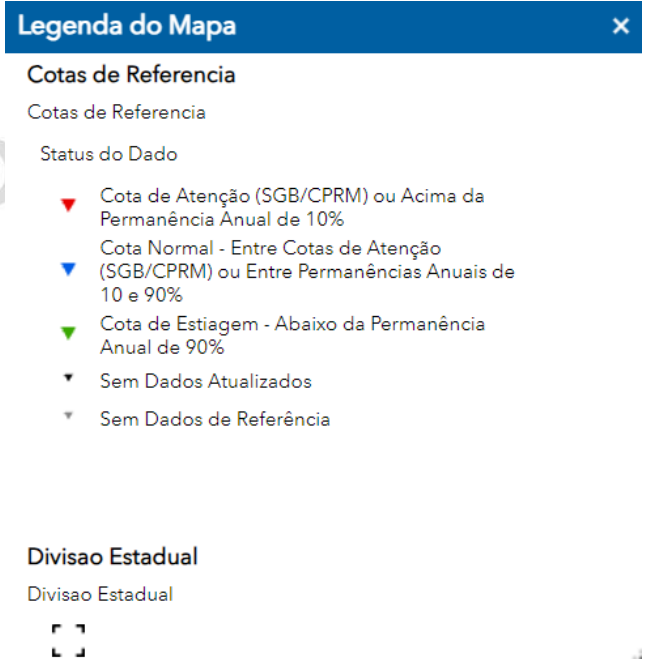 Legenda do Mapa
Cotas de Referencia
Cotas de Referencia
Status do Dado
Cota de Atenção (SGB/CPRM) ou Acima da
Permanência Anual de 10%
Cota Normal - Entre Cotas de Atenção
(SGB/CPRM) ou Entre Permanências Anuais de
10 e 90%
Cota de Estiagem - Abaixo da Permanência
Anual de 90%
Sem Dados Atualizados
Sem Dados de Referência
Divisao Estadual
Divisao Estadual